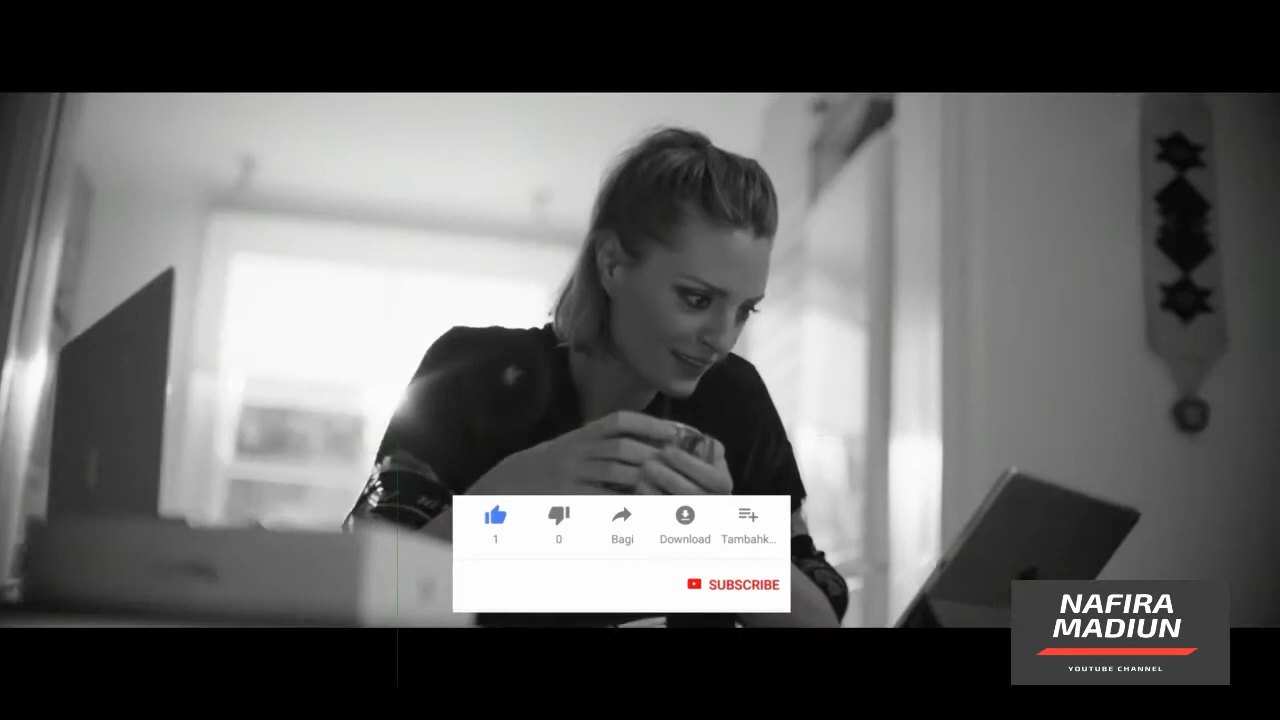 1
0
Bagi
Download
Tambahk...
SUBSCRIBE
NAFIRA
MADIUN
YOUTUBE CHANNEL